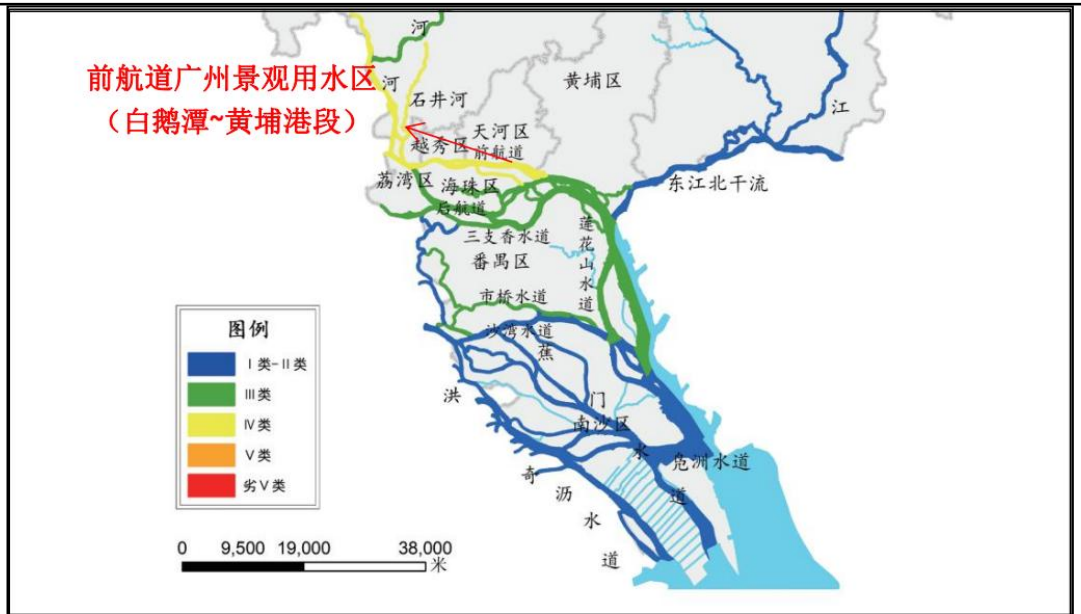 河
前航道广州景观用水区
（白鹅潭~黄埔港段）
河
石井河
黄埔区
江
天河区
越秀区
前航道
荔湾区
海珠区
后航道
东江北干流
莲花山水道
三支香水道
番禺区
市桥水道
沙湾水道
蕉
门
水
道
南沙区
凫洲水道
洪
奇
沥
水
道
图例
Ⅰ类-Ⅱ类
Ⅲ类
Ⅳ类
Ⅴ类
劣Ⅴ类
0 9,500 19,000 38,000
米